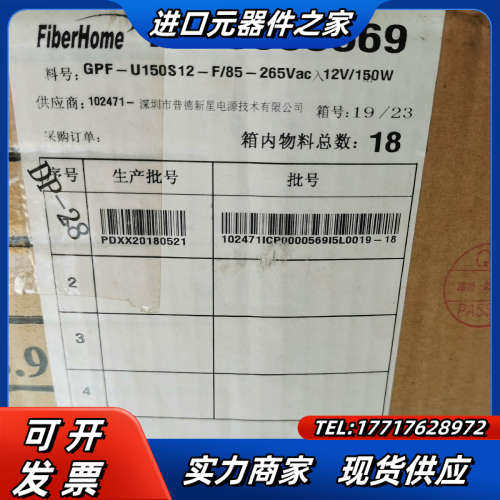 进口元器件之家
FiberHome
669
料号: GPF-U150S12-F/85-265Vac入12V/150W
供应商: 102471- 深圳市普德新星电源技术有限公司
箱号: 19/23
采购订单:
箱内物料总数: 18
序号 生产批号 批号
DP-28
PDXX20180521 102471ICP0000569I5L0019-18
2
3
4
.9
PASS
TEL:17717628972
可开发票
实力商家 现货供应